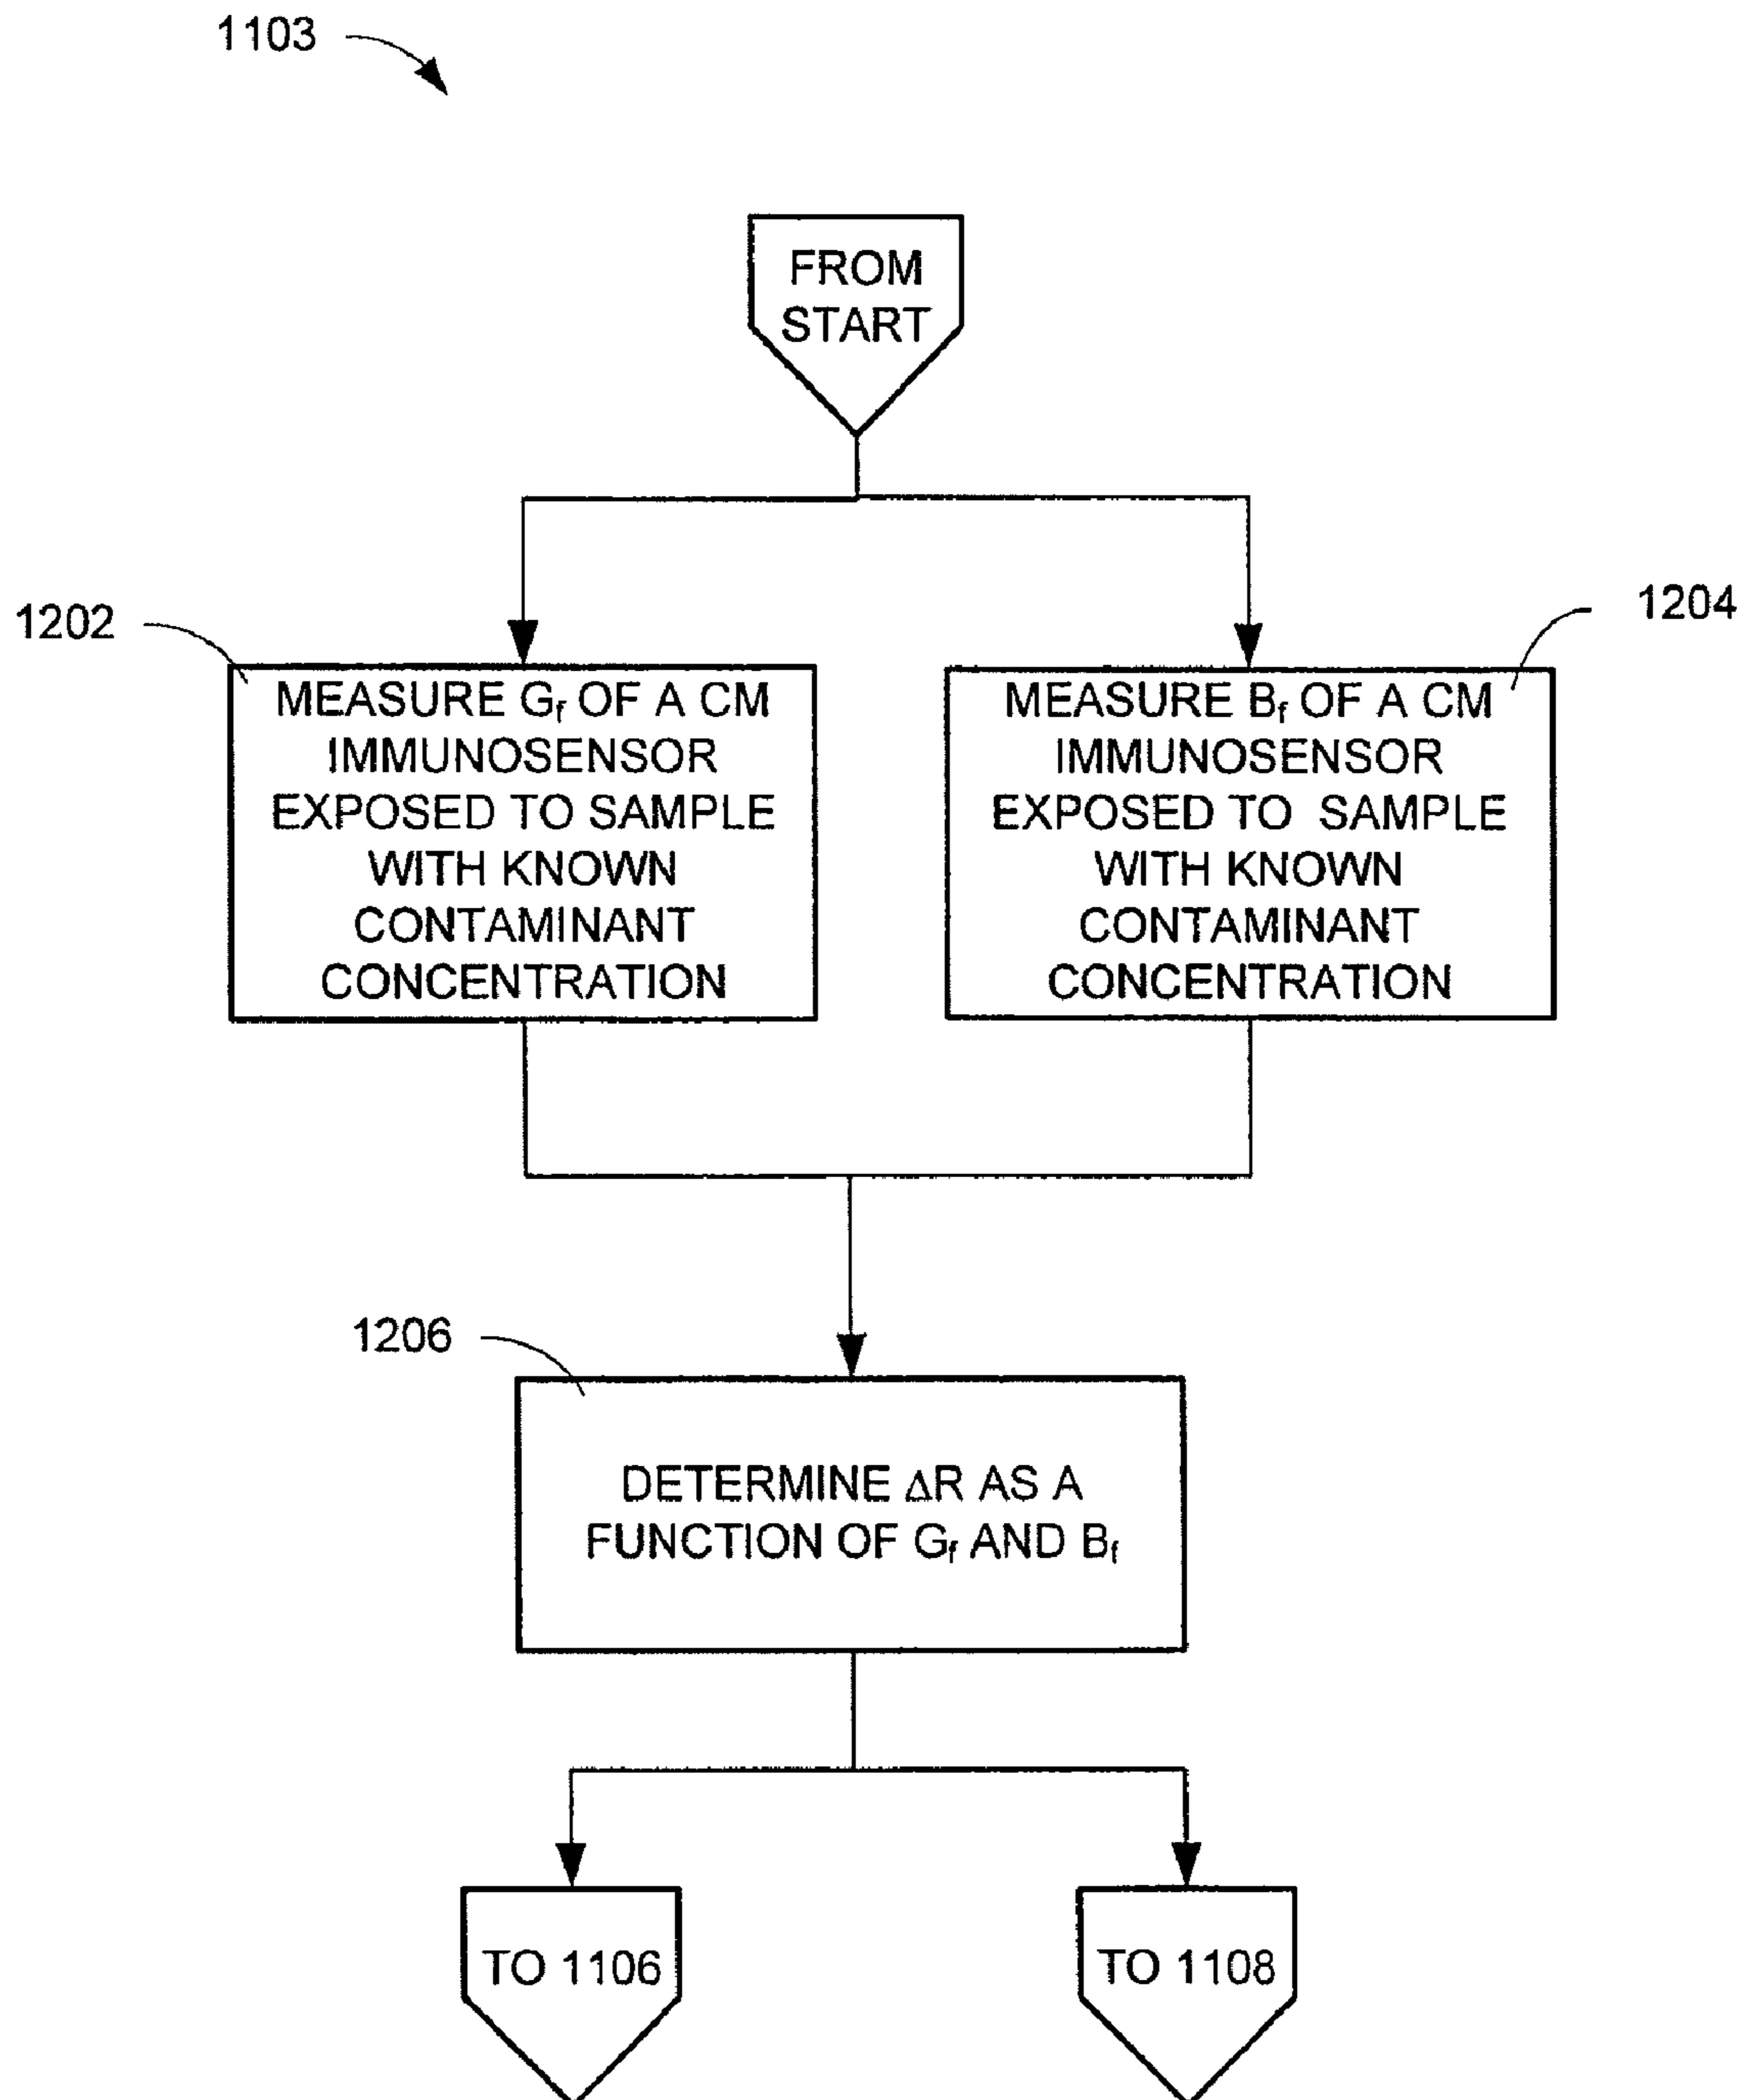 1103
FROM
START
1202
1204
MEASURE Gf OF A CM
IMMUNOSENSOR
EXPOSED TO SAMPLE
WITH KNOWN
CONTAMINANT
CONCENTRATION
MEASURE Bf OF A CM
IMMUNOSENSOR
EXPOSED TO SAMPLE
WITH KNOWN
CONTAMINANT
CONCENTRATION
1206
DETERMINE ΔR AS A
FUNCTION OF Gf AND Bf
TO 1106
TO 1108